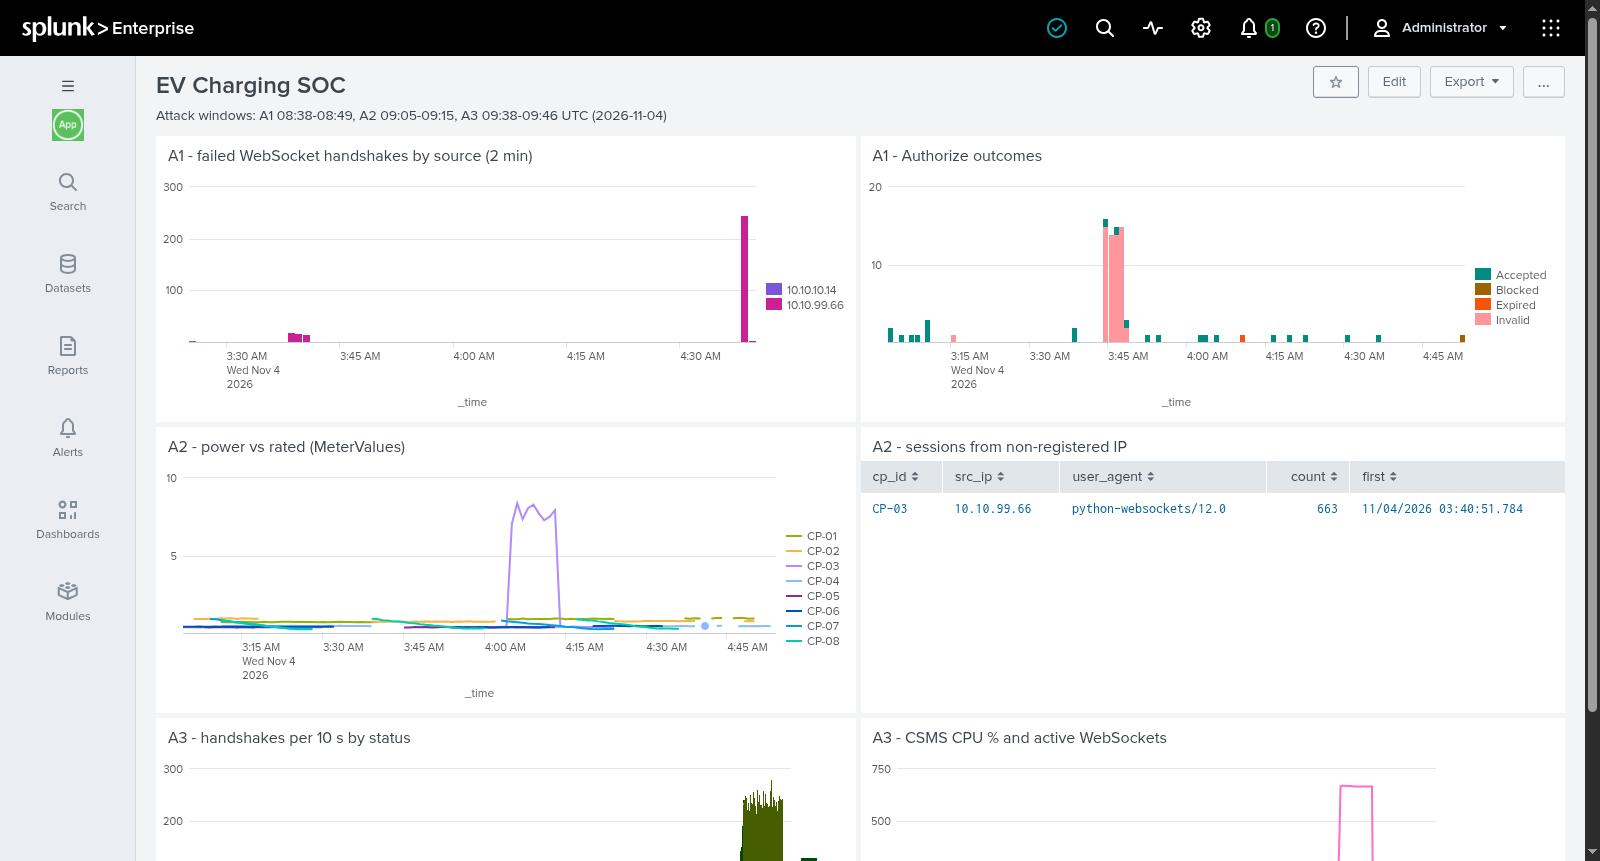 splunk> Enterprise
1
Administrator
App
Search
Datasets
Reports
Alerts
Dashboards
Modules
EV Charging SOC
Edit
Export
...
Attack windows: A1 08:38-08:49, A2 09:05-09:15, A3 09:38-09:46 UTC (2026-11-04)
A1 - failed WebSocket handshakes by source (2 min)
300
200
100
3:30 AM
Wed Nov 4
2026
3:45 AM
4:00 AM
4:15 AM
4:30 AM
_time
10.10.10.14
10.10.99.66
A1 - Authorize outcomes
20
10
3:15 AM
Wed Nov 4
2026
3:30 AM
3:45 AM
4:00 AM
4:15 AM
4:30 AM
4:45 AM
_time
Accepted
Blocked
Expired
Invalid
A2 - power vs rated (MeterValues)
10
5
3:15 AM
Wed Nov 4
2026
3:30 AM
3:45 AM
4:00 AM
4:15 AM
4:30 AM
4:45 AM
_time
CP-01
CP-02
CP-03
CP-04
CP-05
CP-06
CP-07
CP-08
A2 - sessions from non-registered IP
cp_id src_ip user_agent count first
CP-03 10.10.99.66 python-websockets/12.0 663 11/04/2026 03:40:51.784
A3 - handshakes per 10 s by status
300
200
A3 - CSMS CPU % and active WebSockets
750
500